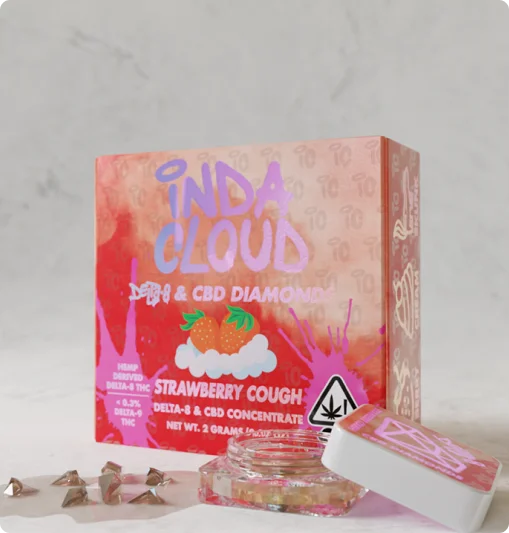 iNDA
CLOUD
DELTA-8 & CBD DIAMONDS
HEMP
DERIVED
DELTA-8 THC
< 0.3%
DELTA-9
THC
STRAWBERRY COUGH
DELTA-8 & CBD CONCENTRATE
NET WT. 2 GRAMS
CREAM